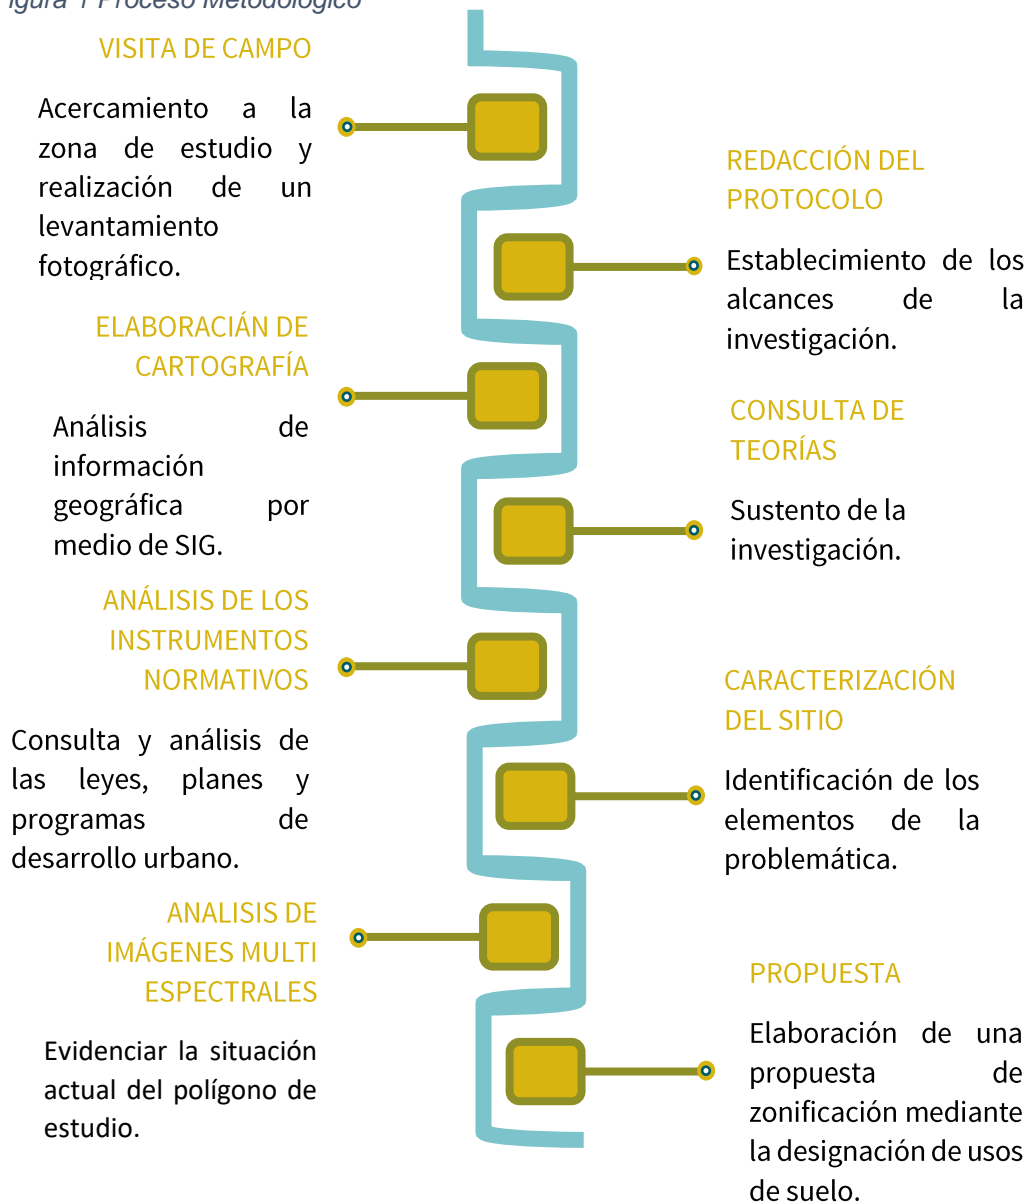 igura 1 Proceso Metodológico
VISITA DE CAMPO
Acercamiento a la
zona de estudio y
realización de un
levantamiento
fotográfico.
REDACCIÓN DEL
PROTOCOLO
Establecimiento de los
alcances de la
investigación.
ELABORACIÁN DE
CARTOGRAFÍA
Análisis de
información
geográfica por
medio de SIG.
CONSULTA DE
TEORÍAS
Sustento de la
investigación.
ANÁLISIS DE LOS
INSTRUMENTOS
NORMATIVOS
Consulta y análisis de
las leyes, planes y
programas de
desarrollo urbano.
CARACTERIZACIÓN
DEL SITIO
Identificación de los
elementos de la
problemática.
ANALISIS DE
IMÁGENES MULTI
ESPECTRALES
Evidenciar la situación
actual del polígono de
estudio.
PROPUESTA
Elaboración de una
propuesta de
zonificación mediante
la designación de usos
de suelo.